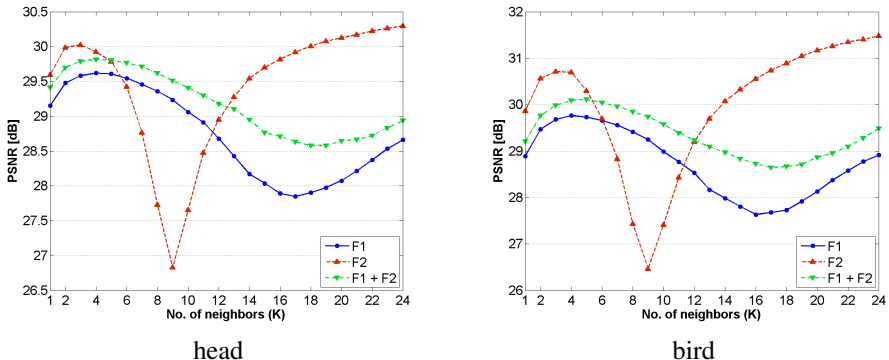 30.5
30
29.5
29
28.5
28
27.5
27
26.5
PSNR [dB]
1 2 4 6 8 10 12 14 16 18 20 22 24
No. of neighbors (K)
F1
F2
F1 + F2
head
32
31
30
29
28
27
26
PSNR [dB]
1 2 4 6 8 10 12 14 16 18 20 22 24
No. of neighbors (K)
F1
F2
F1 + F2
bird